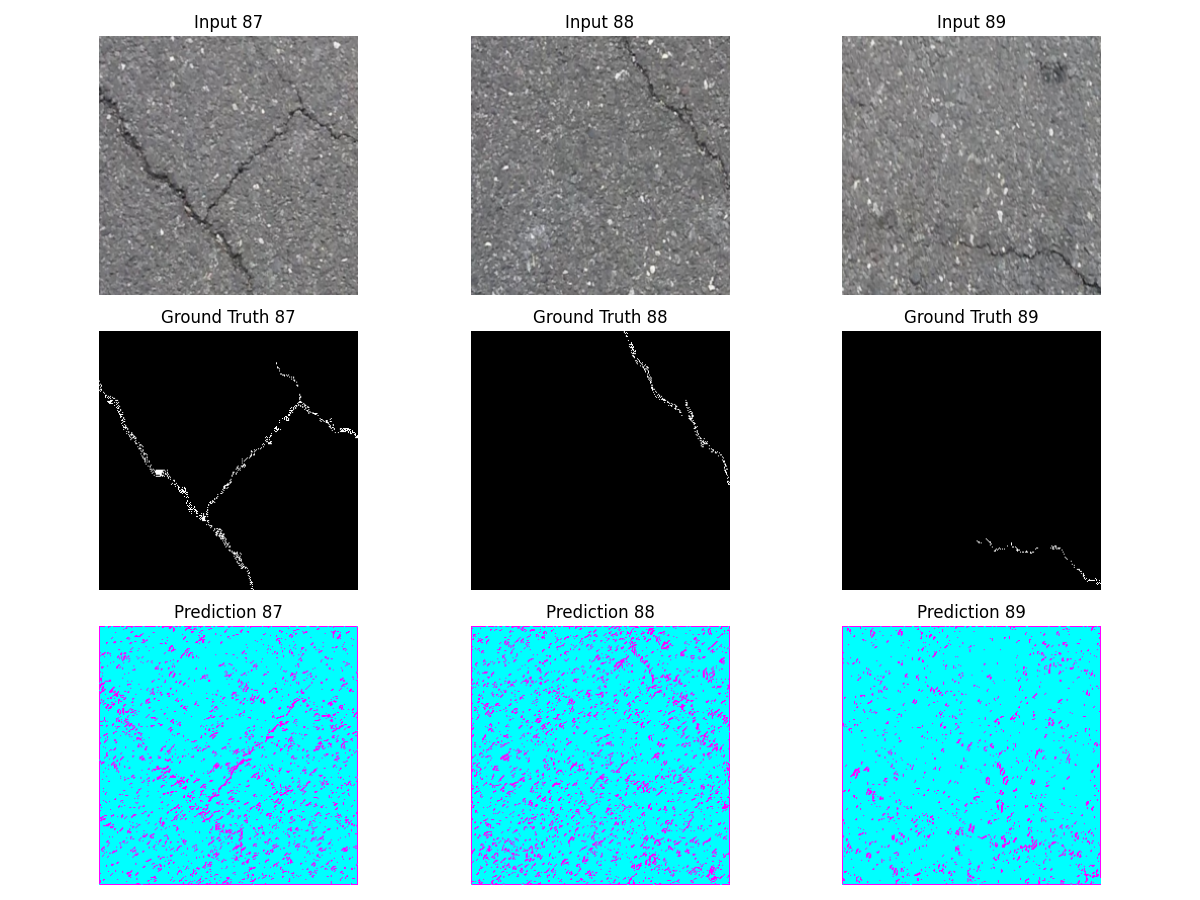 Input 87
Input 88
Input 89
Ground Truth 87
Ground Truth 88
Ground Truth 89
Prediction 87
Prediction 88
Prediction 89